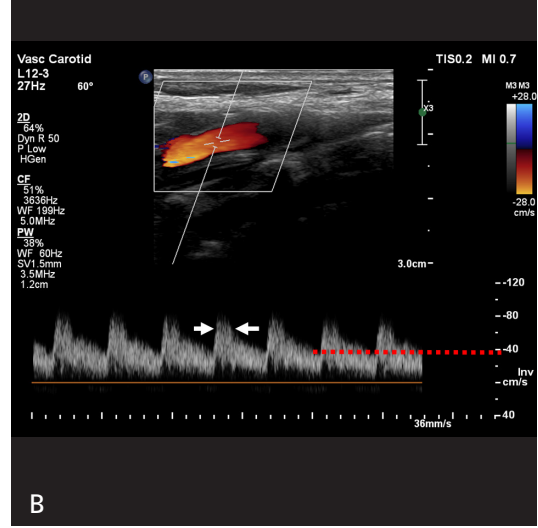 Vasc Carotid
L12-3
27Hz 60°
TIS0.2 MI 0.7
P
M3 M3
+28.0
X3
-28.0
cm/s
2D
64%
Dyn R 50
P Low
HGen
CF
51%
3636Hz
WF 199Hz
5.0MHz
PW
38%
WF 60Hz
SV1.5mm
3.5MHz
1.2cm
3.0cm
-120
-80
-40
Inv
cm/s
-40
36mm/s
B